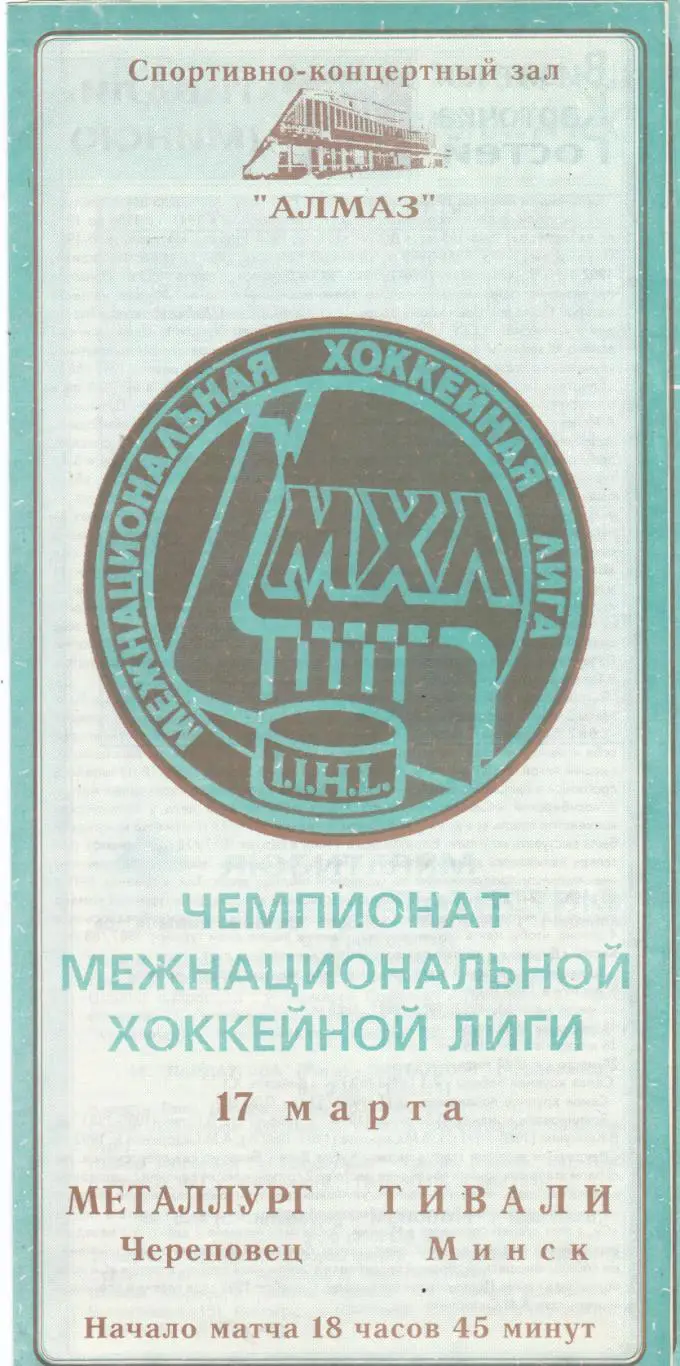 Спортивно-концертный зал
"АЛМАЗ"
МЕЖНАЦИОНАЛЬНАЯ ХОККЕЙНАЯ ЛИГА
МХЛ
I.I.H.L.
ЧЕМПИОНАТ
МЕЖНАЦИОНАЛЬНОЙ
ХОККЕЙНОЙ ЛИГИ
17 марта
МЕТАЛЛУРГ ТИВАЛИ
Череповец Минск
Начало матча 18 часов 45 минут